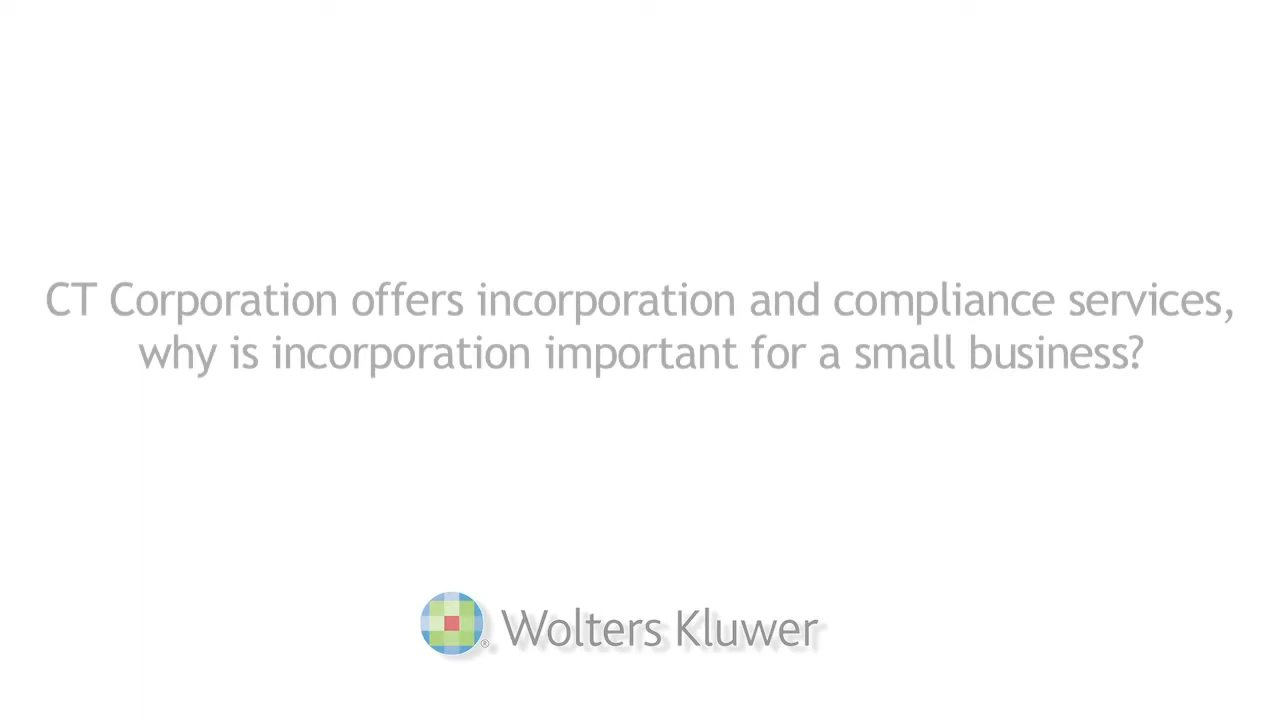 CT Corporation offers incorporation and compliance services,
why is incorporation important for a small business?
® Wolters Kluwer